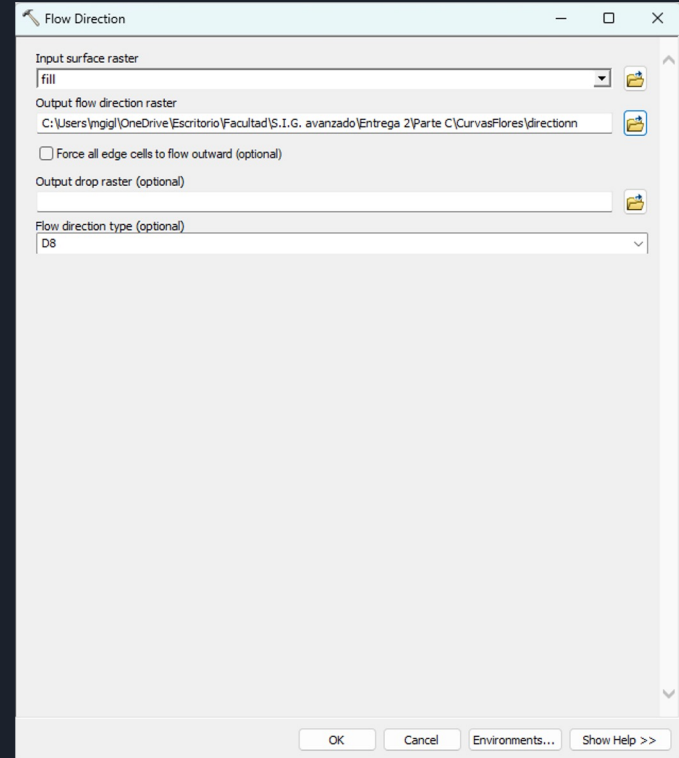 Flow Direction
Input surface raster
fill
Output flow direction raster
C:\Users\mgigl\OneDrive\Escritorio\Facultad\S.I.G. avanzado\Entrega 2\Parte C\CurvasFlores\directionn
Force all edge cells to flow outward (optional)
Output drop raster (optional)
Flow direction type (optional)
D8
OK Cancel Environments... Show Help >>